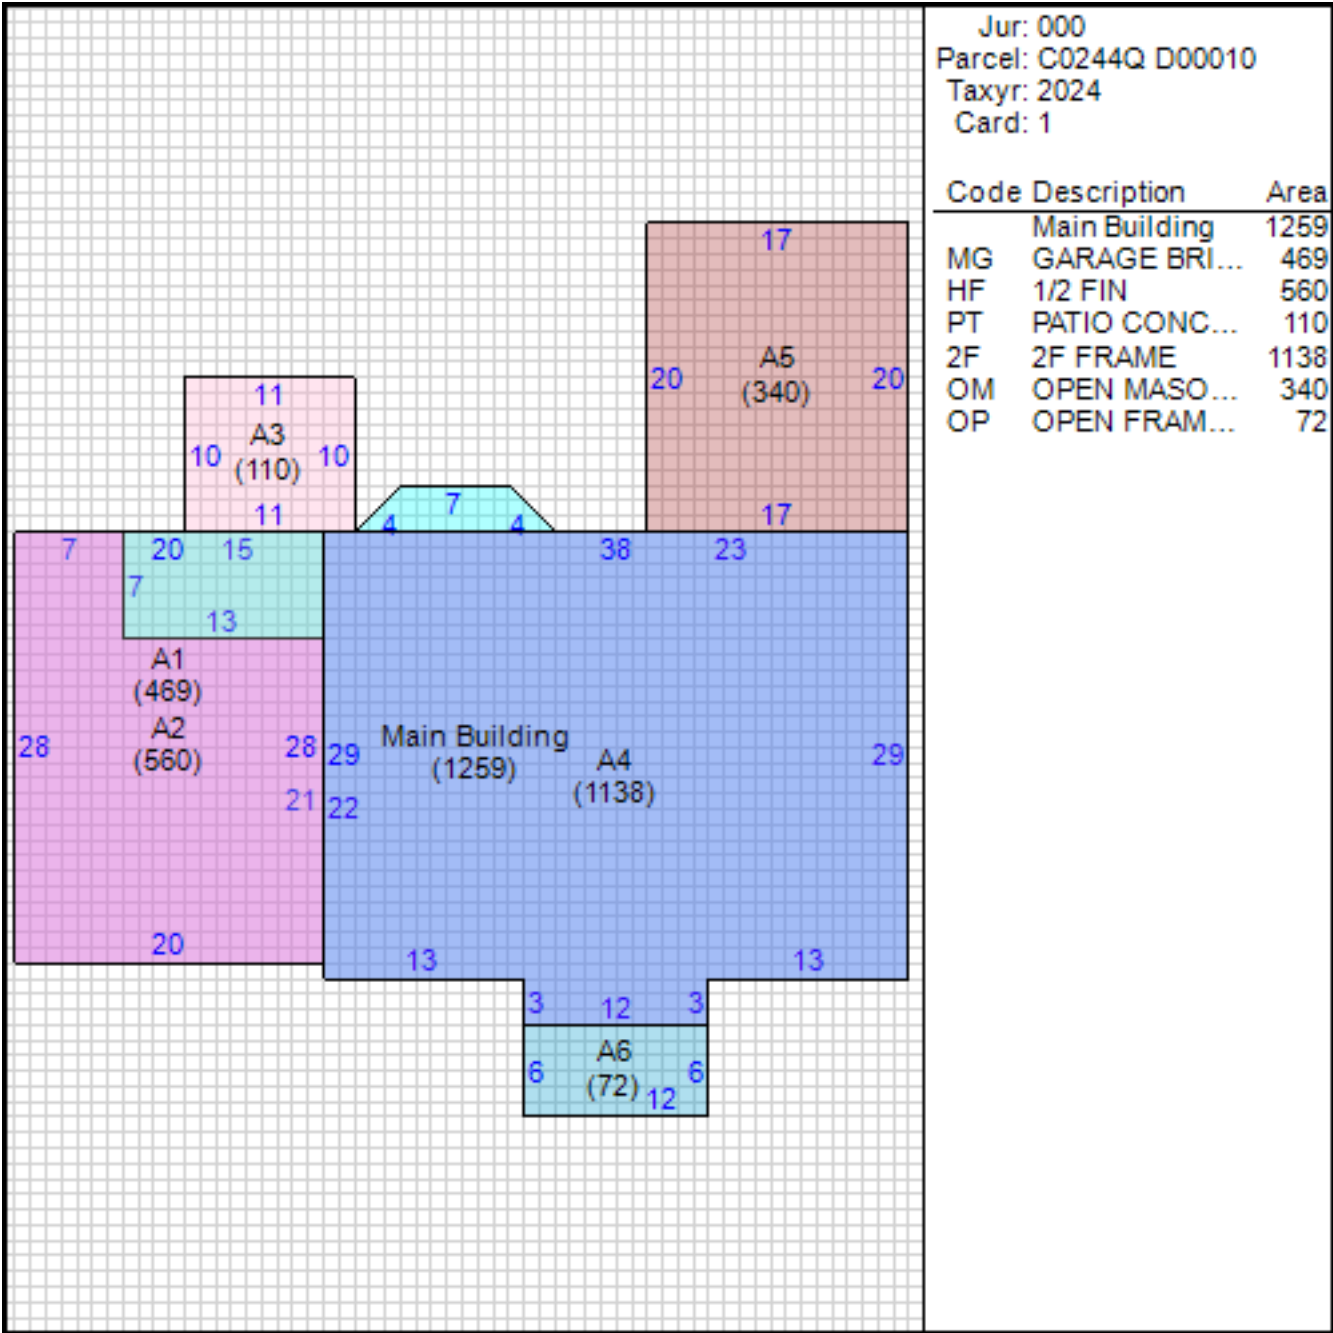 Jur: 000
Parcel: C0244Q D00010
Taxyr: 2024
Card: 1
Code Description Area
Main Building 1259
MG GARAGE BRI... 469
HF 1/2 FIN 560
PT PATIO CONC... 110
2F 2F FRAME 1138
OM OPEN MASO... 340
OP OPEN FRAM... 72
17
A5
(340)
20 20
17
11
A3
(110)
10 10
11
7
4 4
7 20 15 38 23
7
13
A1
(469)
A2
(560)
28 28
21
20
Main Building
(1259)
A4
(1138)
29 29
22
13 13
3 12 3
A6
(72)
6 6
12